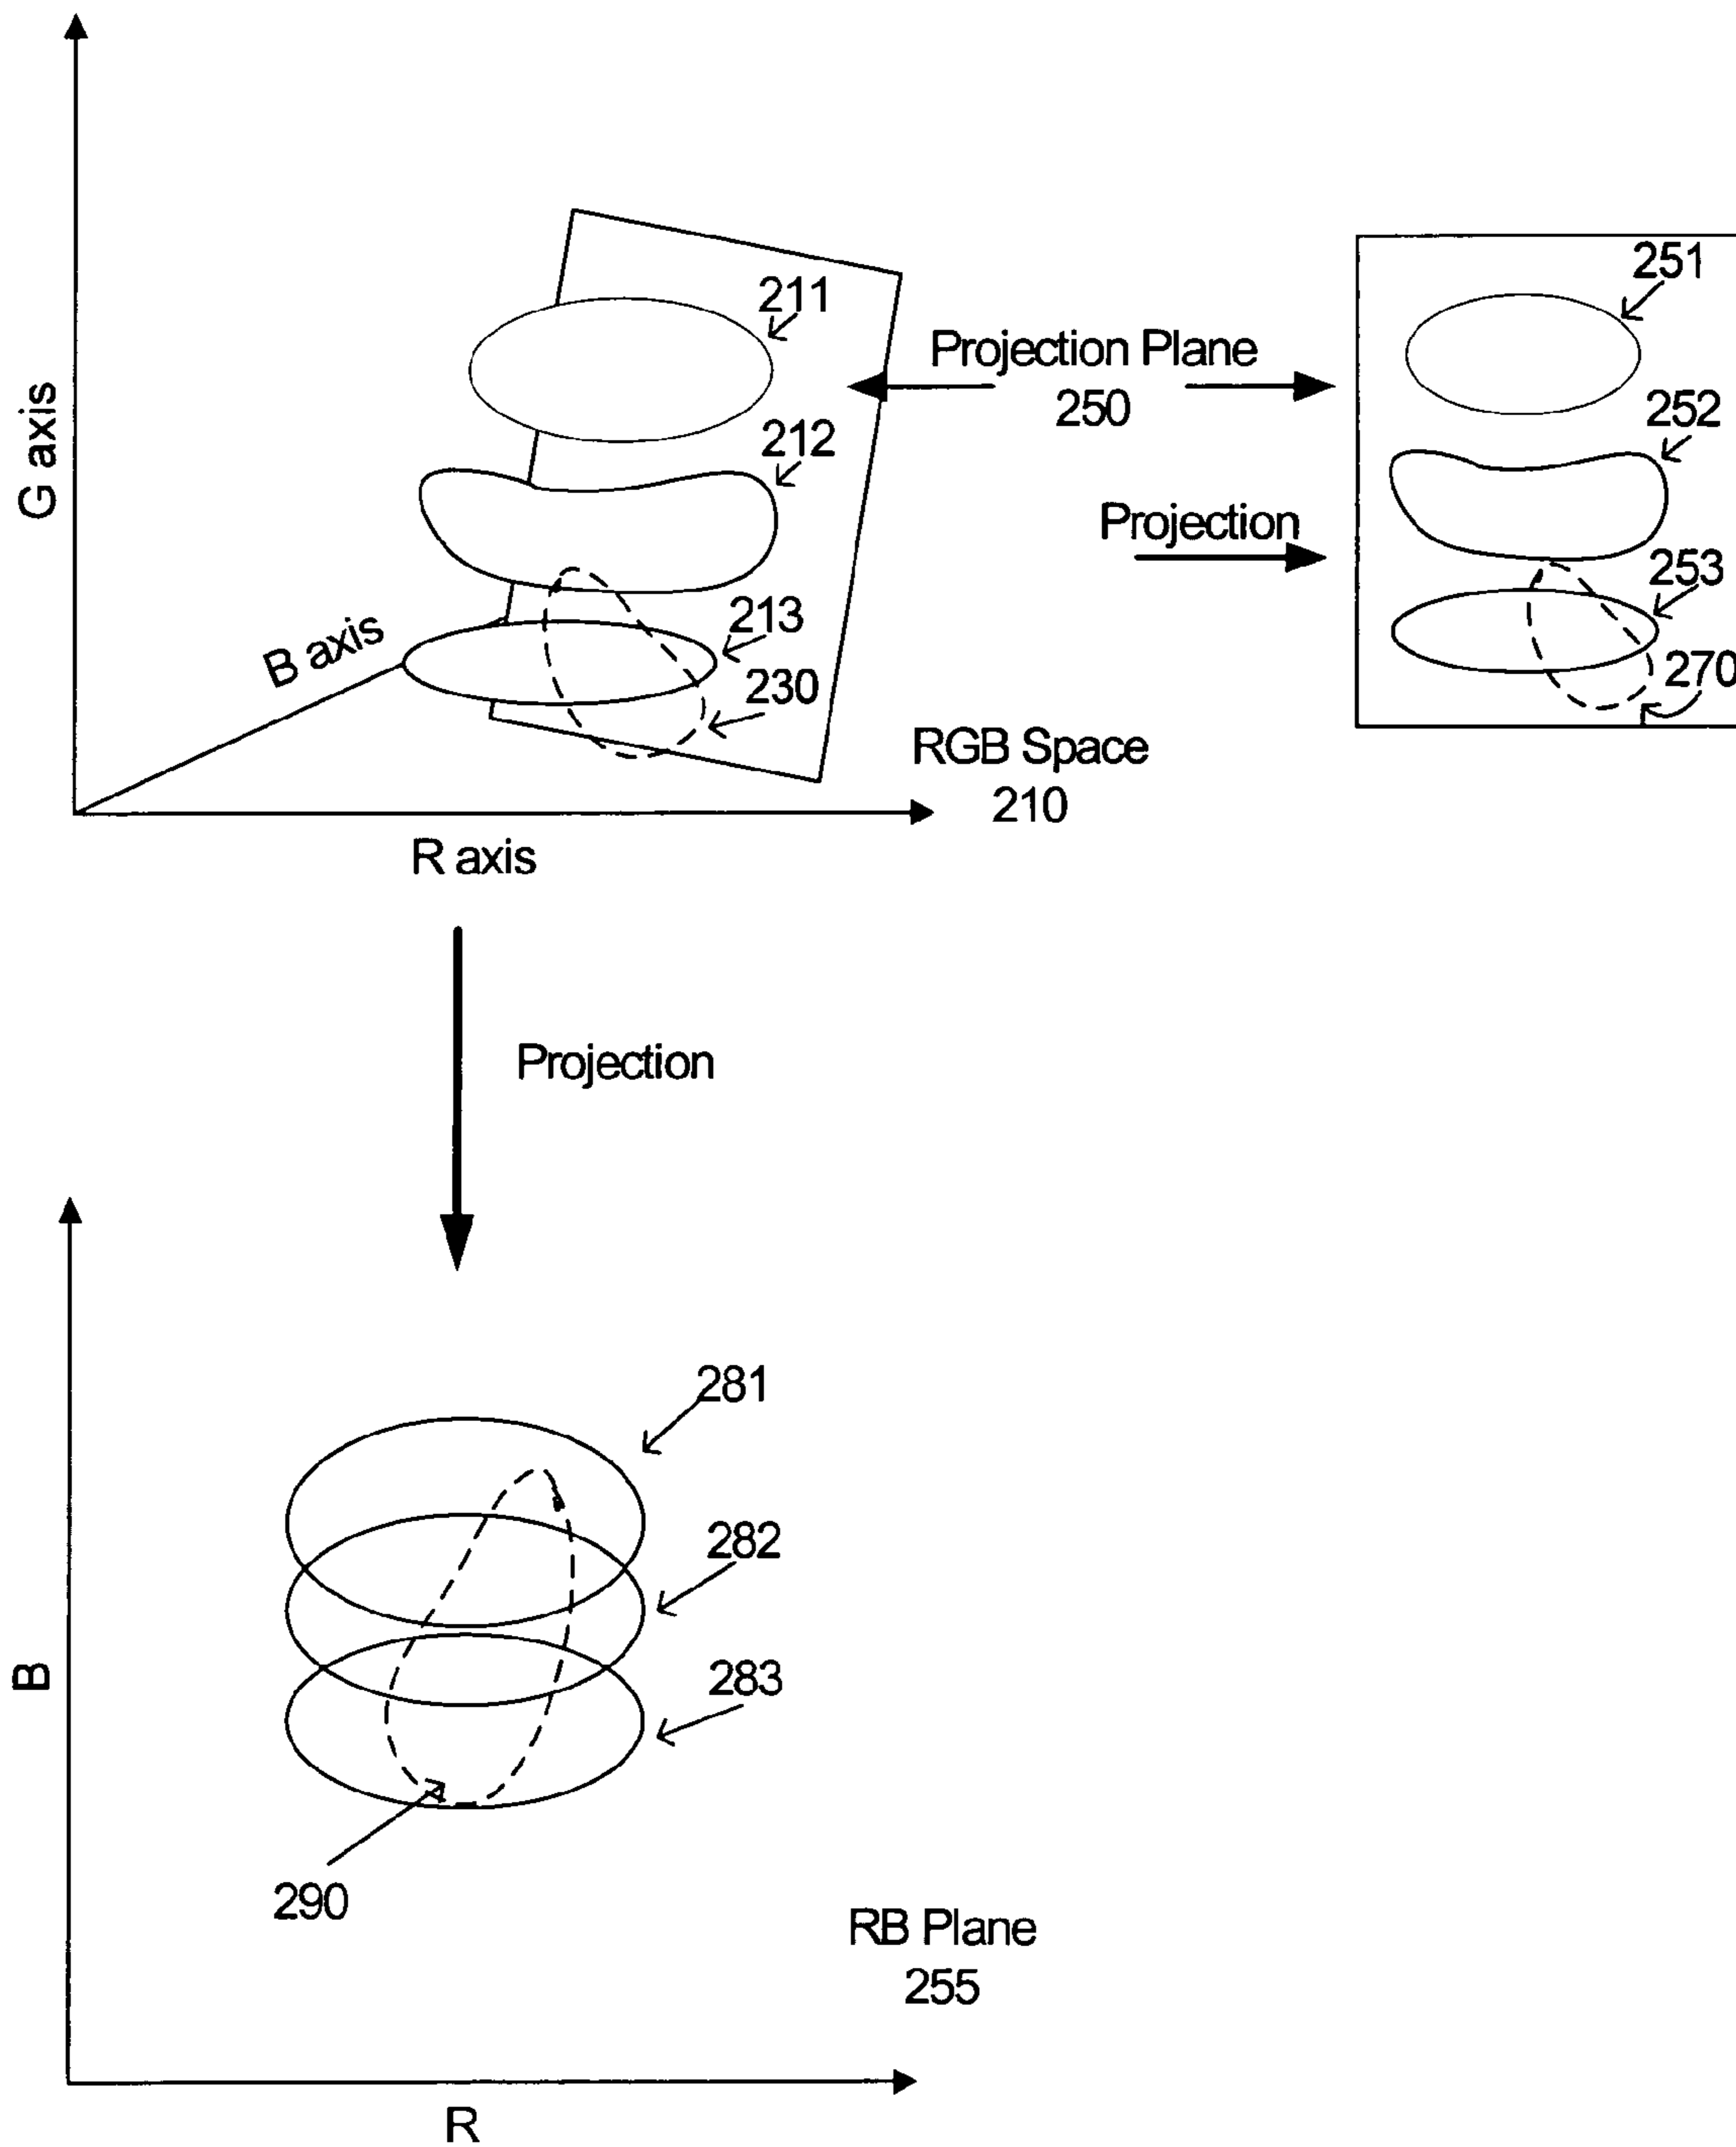 251
211
Projection Plane
250
252
212
G axis
Projection
253
213
B axis
230
270
RGB Space
210
R axis
Projection
281
282
B
283
290
RB Plane
255
R